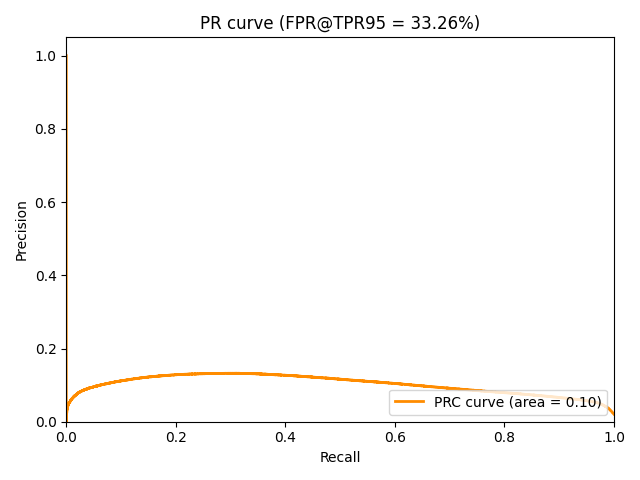 PR curve (FPR@TPR95 = 33.26%)
1.0
0.8
0.6
0.4
0.2
0.0
Precision
PRC curve (area = 0.10)
0.0 0.2 0.4 0.6 0.8 1.0
Recall